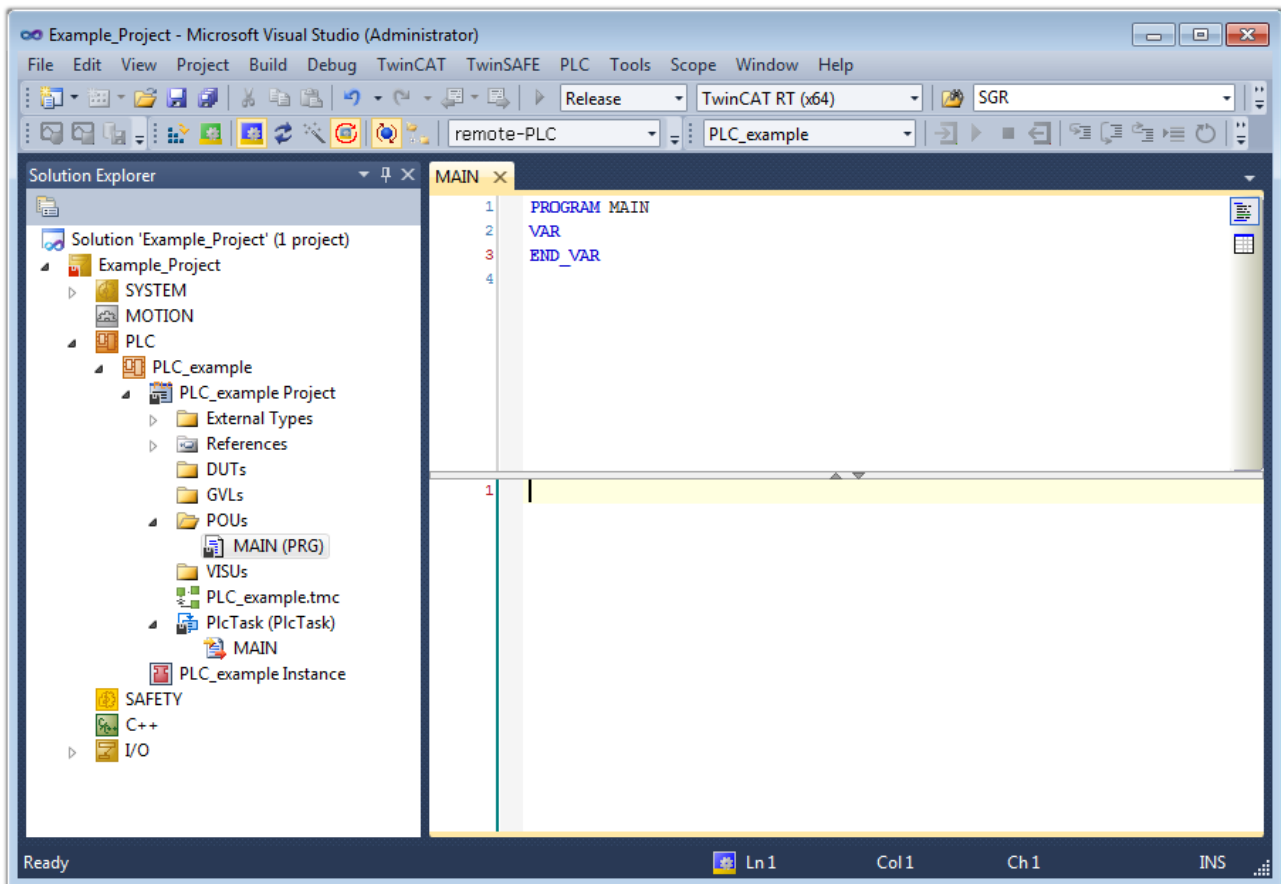 Example_Project - Microsoft Visual Studio (Administrator)
File Edit View Project Build Debug TwinCAT TwinSAFE PLC Tools Scope Window Help
Release TwinCAT RT (x64) SGR
remote-PLC PLC_example
Solution Explorer
Solution 'Example_Project' (1 project)
Example_Project
SYSTEM
MOTION
PLC
PLC_example
PLC_example Project
External Types
References
DUTs
GVLs
POUs
MAIN (PRG)
VISUs
PLC_example.tmc
PlcTask (PlcTask)
MAIN
PLC_example Instance
SAFETY
C++
I/O
MAIN
1 PROGRAM MAIN
2 VAR
3 END_VAR
4
1
Ready Ln 1 Col 1 Ch 1 INS